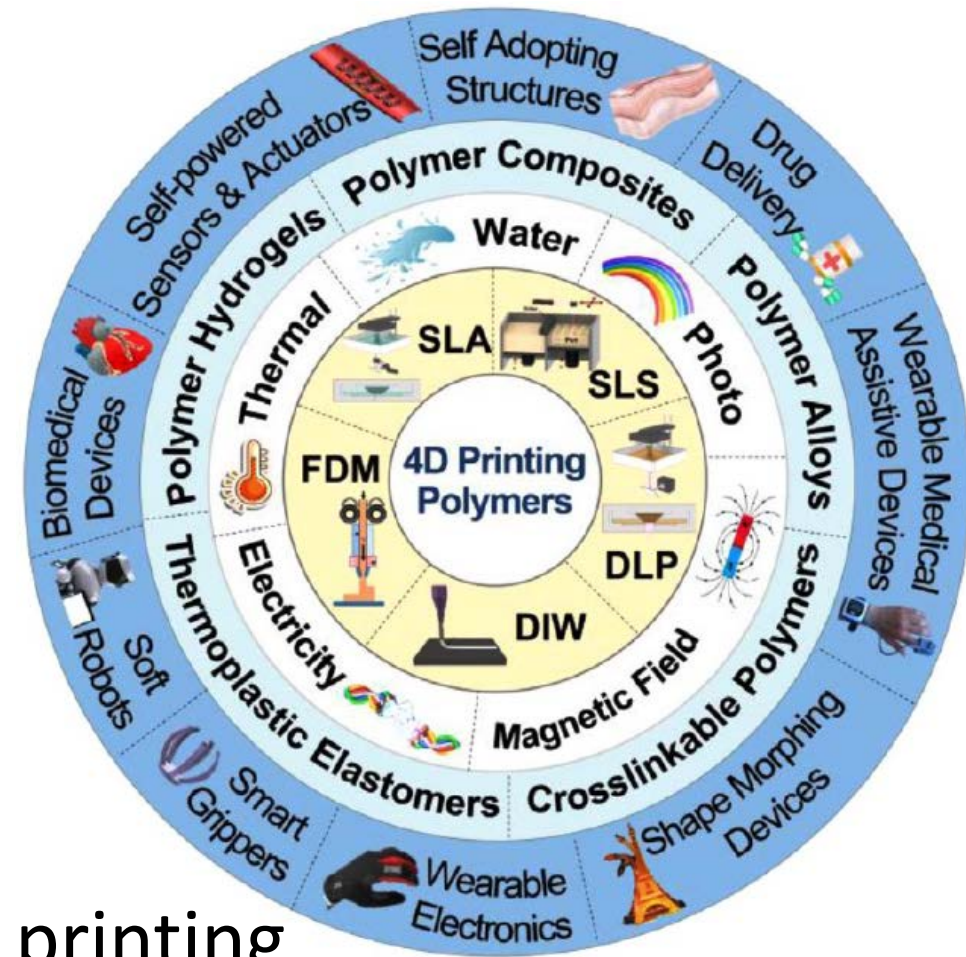 Self Adopting
Structures
Drug
Delivery
Wearable Medical
Assistive Devices
Shape Morphing
Devices
Wearable
Electronics
Smart
Grippers
Soft
Robots
Biomedical
Devices
Self-powered
Sensors & Actuators
Polymer Composites
Polymer Alloys
Crosslinkable Polymers
Thermoplastic Elastomers
Polymer Hydrogels
Water
Photo
Magnetic Field
Electricity
Thermal
SLA
SLS
DLP
DIW
FDM
4D Printing
Polymers
printing